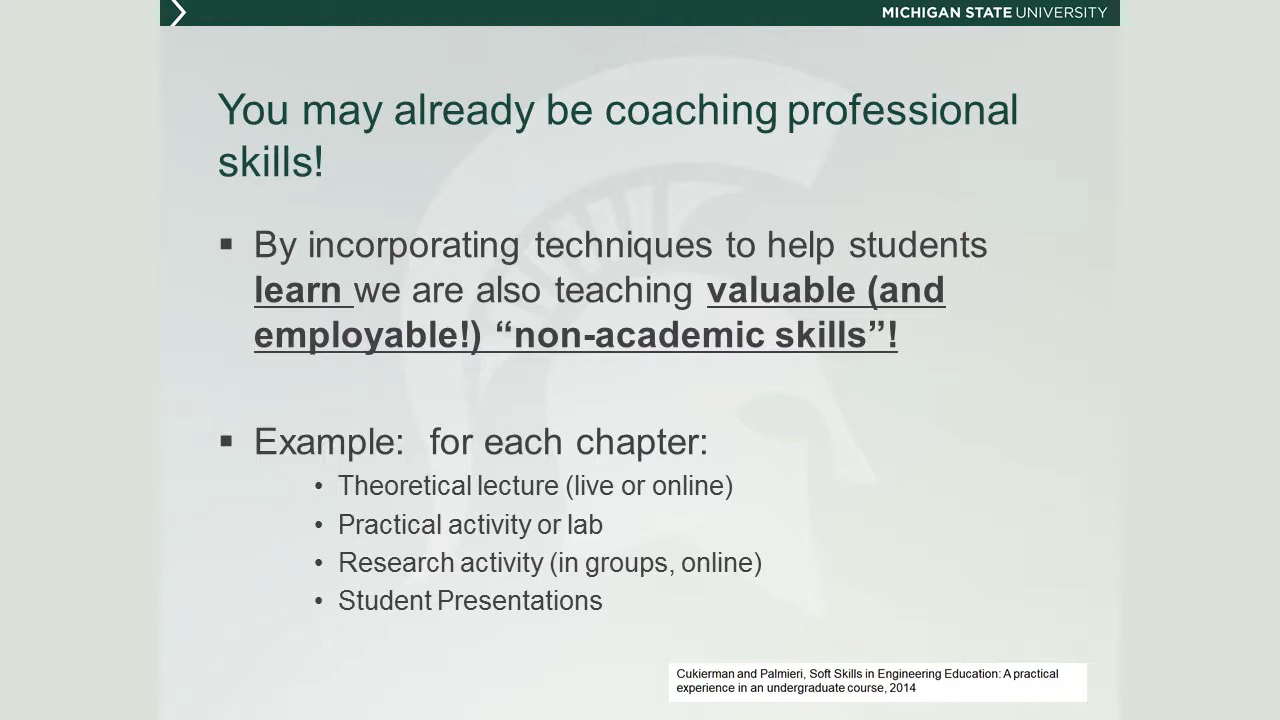 MICHIGAN STATE UNIVERSITY
You may already be coaching professional
skills!
▪ By incorporating techniques to help students
learn we are also teaching valuable (and
employable!) “non-academic skills”!
▪ Example: for each chapter:
• Theoretical lecture (live or online)
• Practical activity or lab
• Research activity (in groups, online)
• Student Presentations
Cukierman and Palmieri, Soft Skills in Engineering Education: A practical
experience in an undergraduate course, 2014